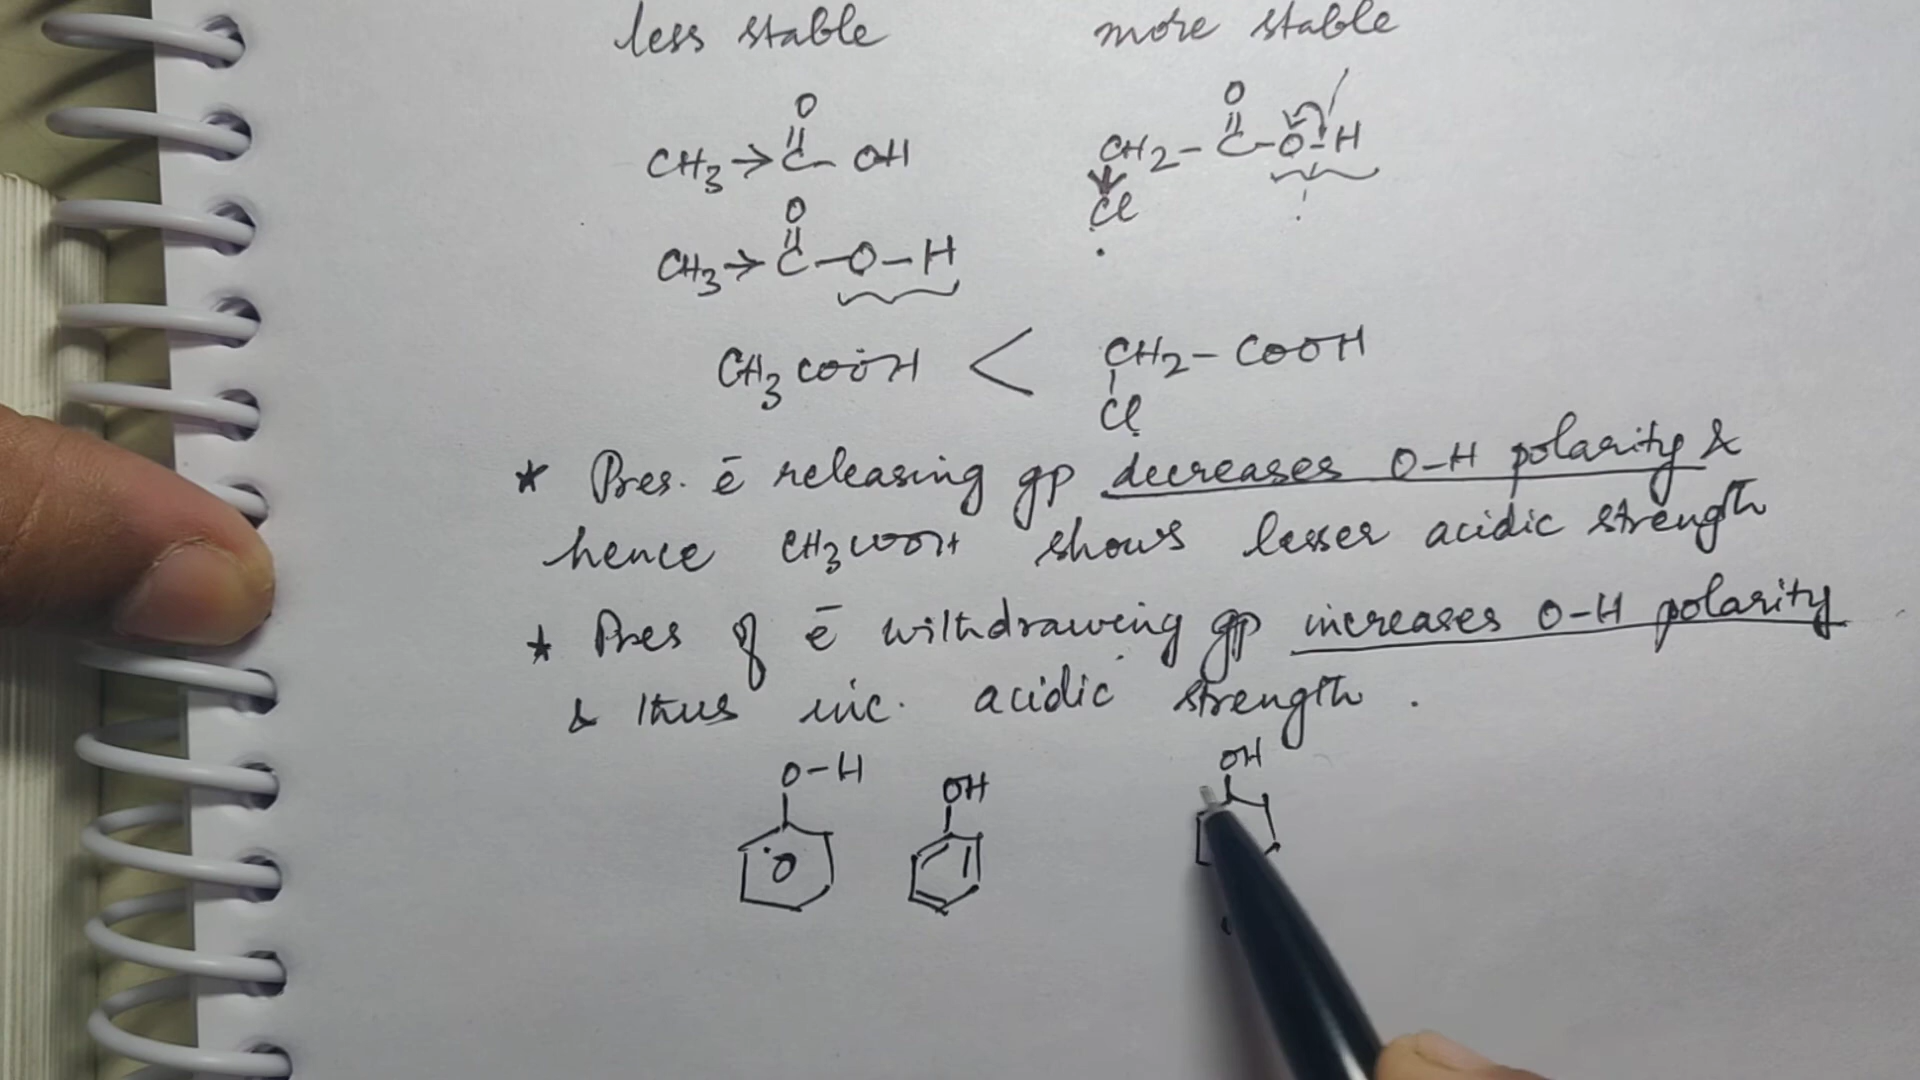 less stable more stable
O
||
CH3→C-OH
O
||
CH2-C-O-H
Cl
O
||
CH3→C-O-H
CH3COOH < CH2-COOH
Cl
* Pres. ē releasing gp decreases O-H polarity &
hence CH3COOH shows lesser acidic strength
* Pres of ē withdrawing gp increases O-H polarity
& thus inc. acidic strength.
O-H OH OH